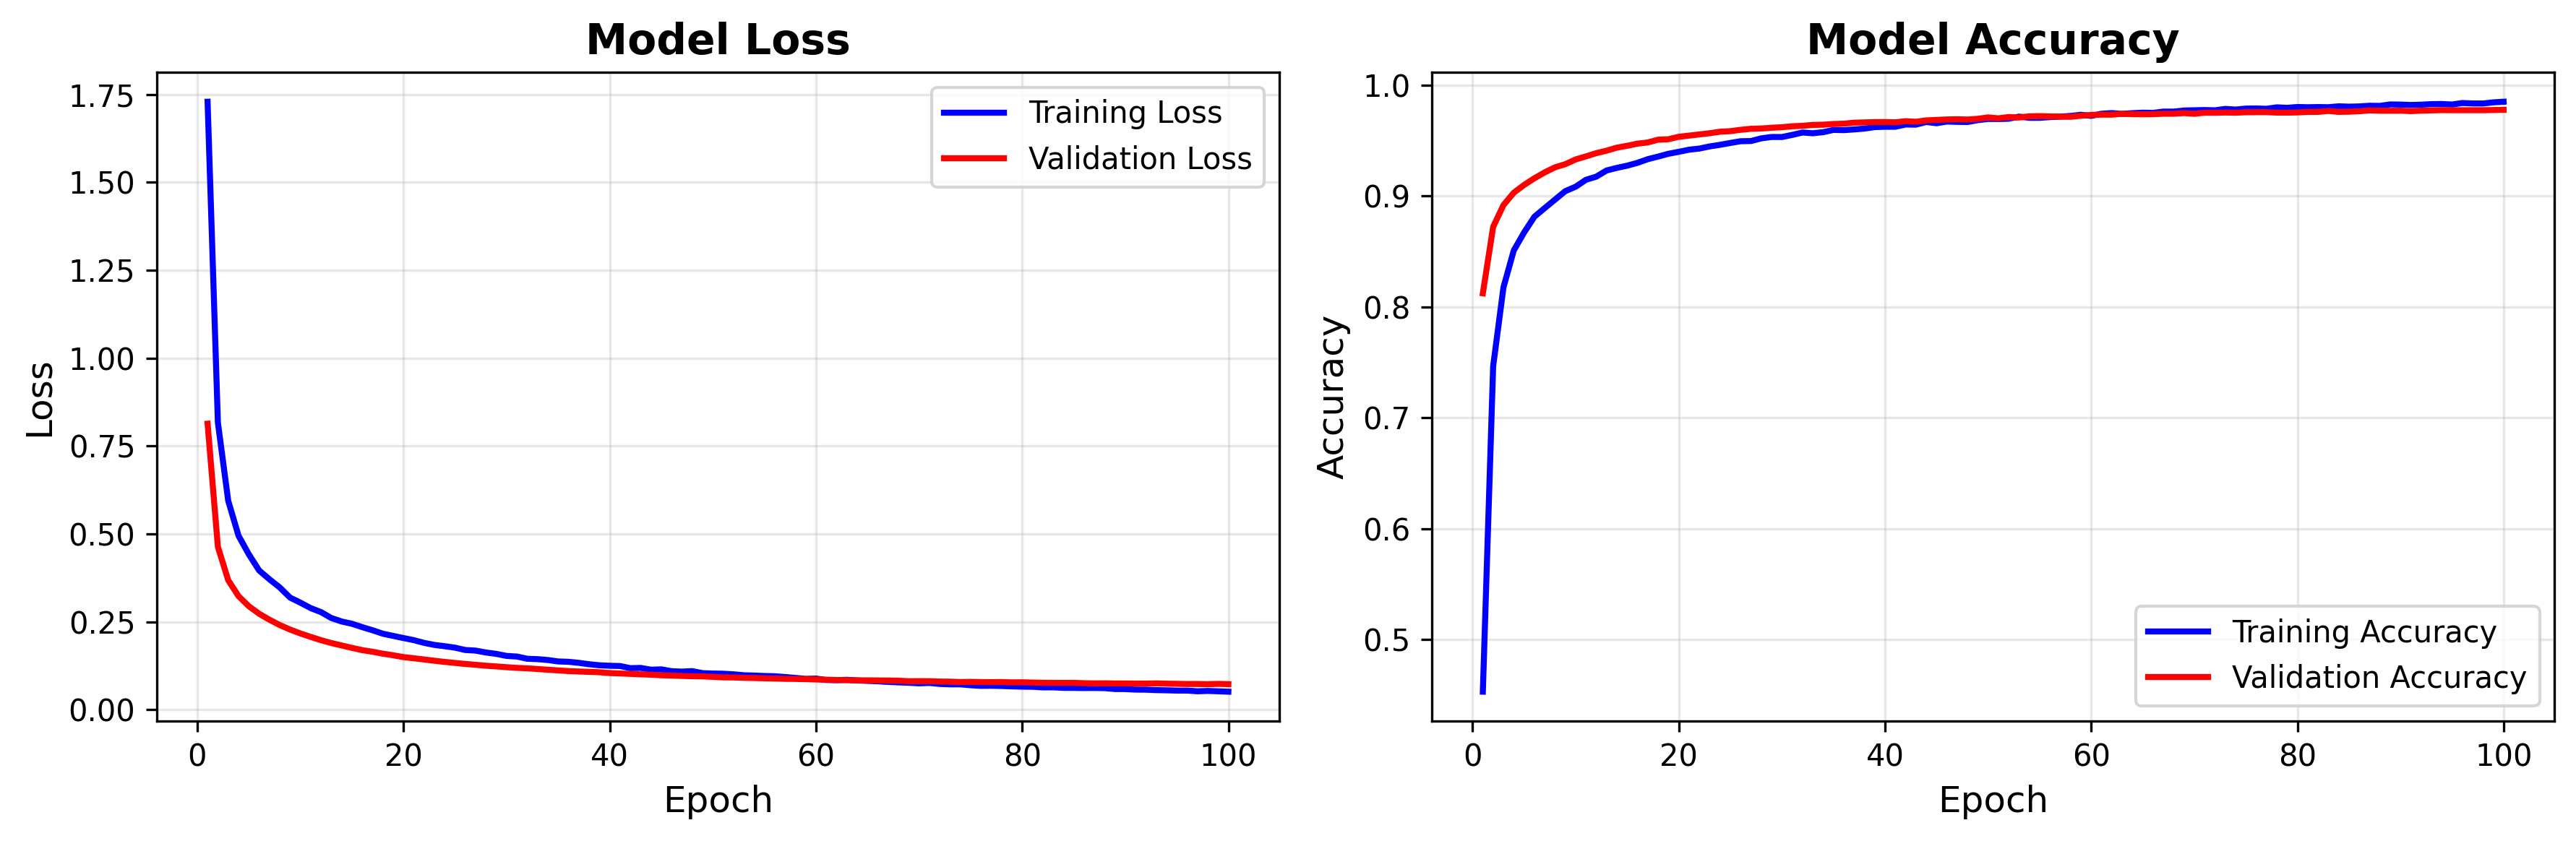 Model Loss
1.75
1.50
1.25
1.00
0.75
0.50
0.25
0.00
Loss
0 20 40 60 80 100
Epoch
Training Loss
Validation Loss
Model Accuracy
1.0
0.9
0.8
0.7
0.6
0.5
Accuracy
0 20 40 60 80 100
Epoch
Training Accuracy
Validation Accuracy